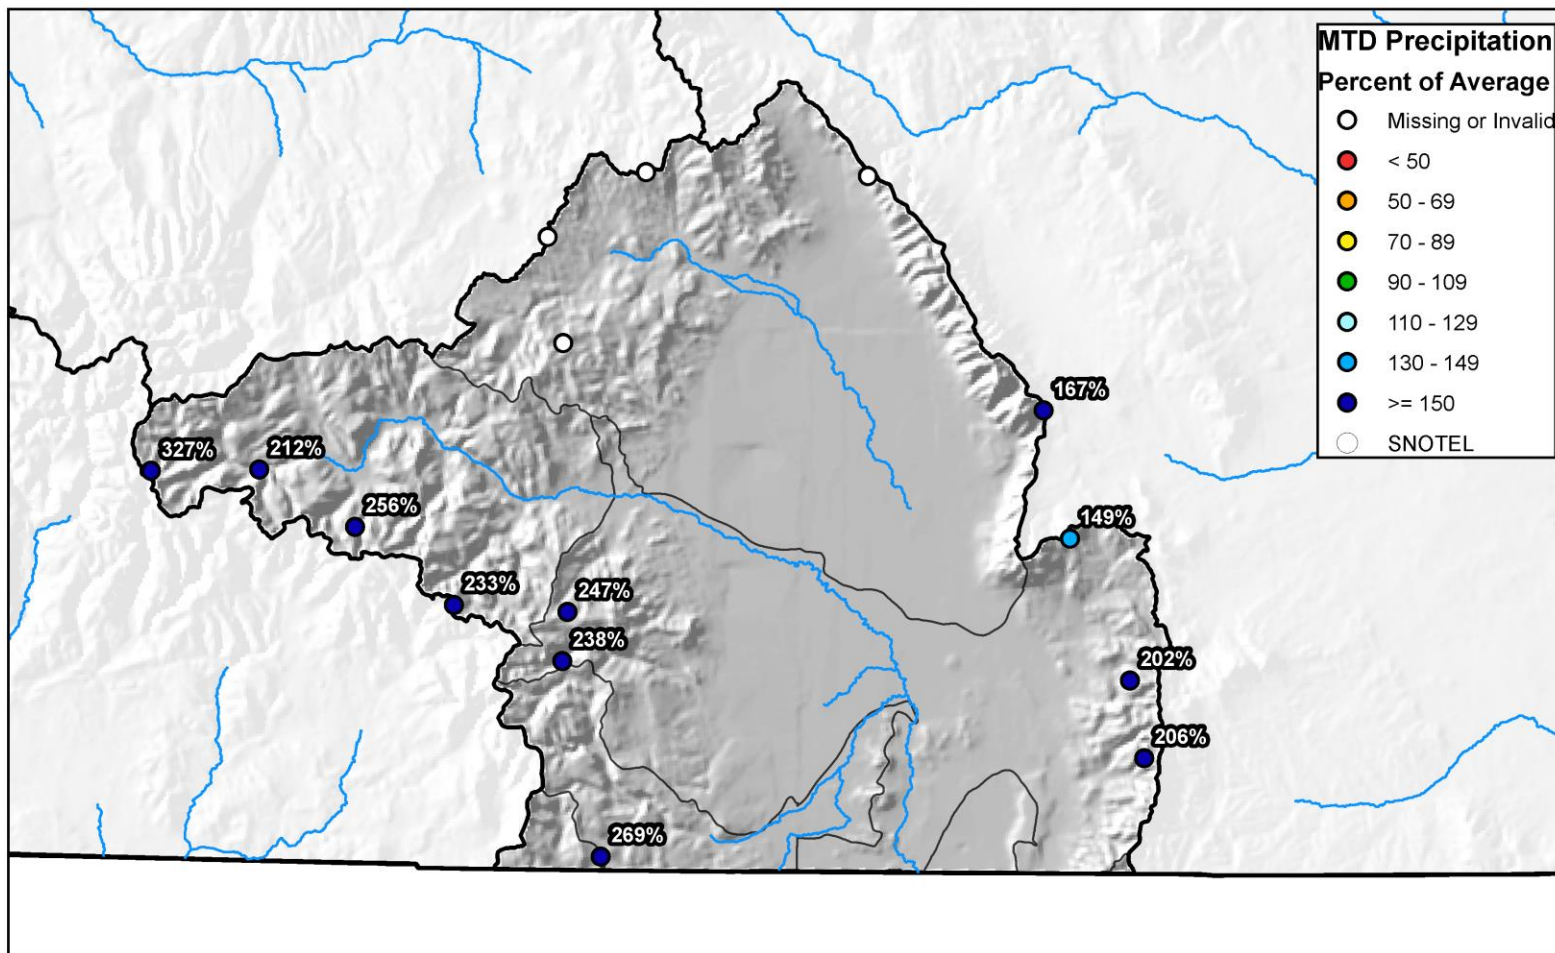 MTD Precipitation
Percent of Average
Missing or Invalid
< 50
50 - 69
70 - 89
90 - 109
110 - 129
130 - 149
>= 150
SNOTEL
167%
327%
212%
256%
149%
233%
247%
238%
202%
206%
269%